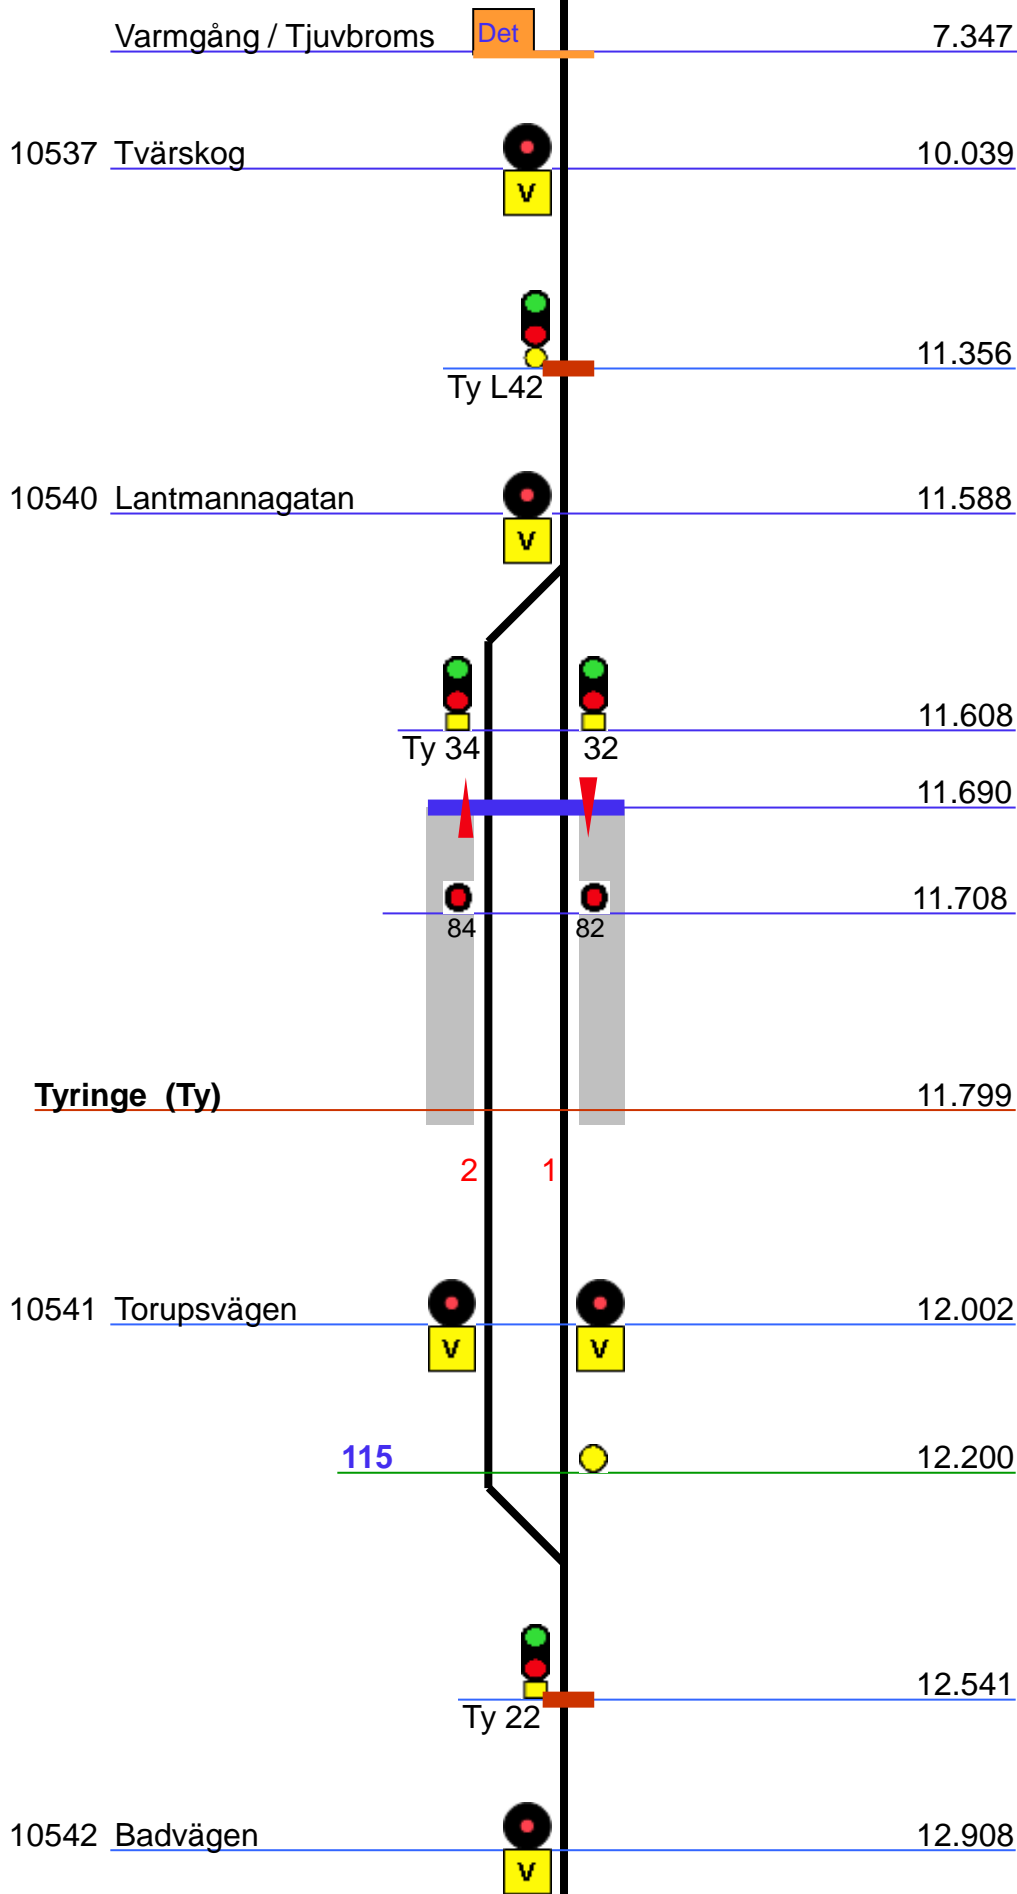 Varmgång / Tjuvbroms Det 7.347
10537 Tvärskog 10.039
V
11.356
Ty L42
10540 Lantmannagatan 11.588
V
11.608
Ty 34 32
11.690
11.708
84 82
Tyringe (Ty) 11.799
2 1
10541 Torupsvägen 12.002
V V
115 12.200
12.541
Ty 22
10542 Badvägen 12.908
V